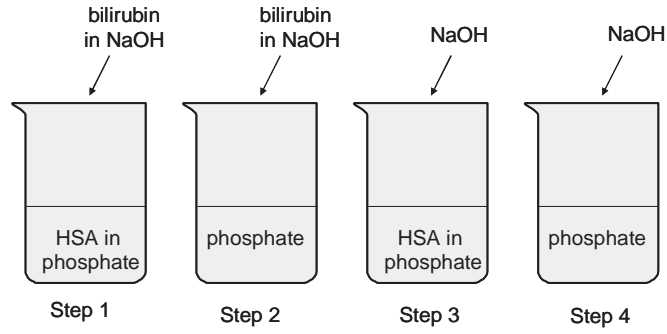 bilirubin
in NaOH
bilirubin
in NaOH
NaOH
NaOH
HSA in
phosphate
phosphate
HSA in
phosphate
phosphate
Step 1
Step 2
Step 3
Step 4